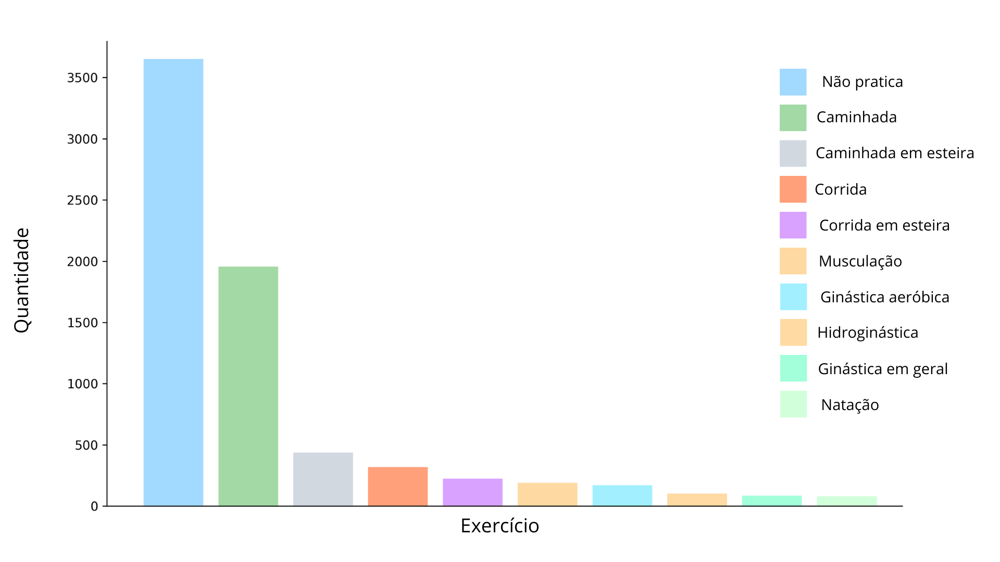 3500
3000
2500
2000
1500
1000
500
0
Quantidade
Exercício
Não pratica
Caminhada
Caminhada em esteira
Corrida
Corrida em esteira
Musculação
Ginástica aeróbica
Hidroginástica
Ginástica em geral
Natação